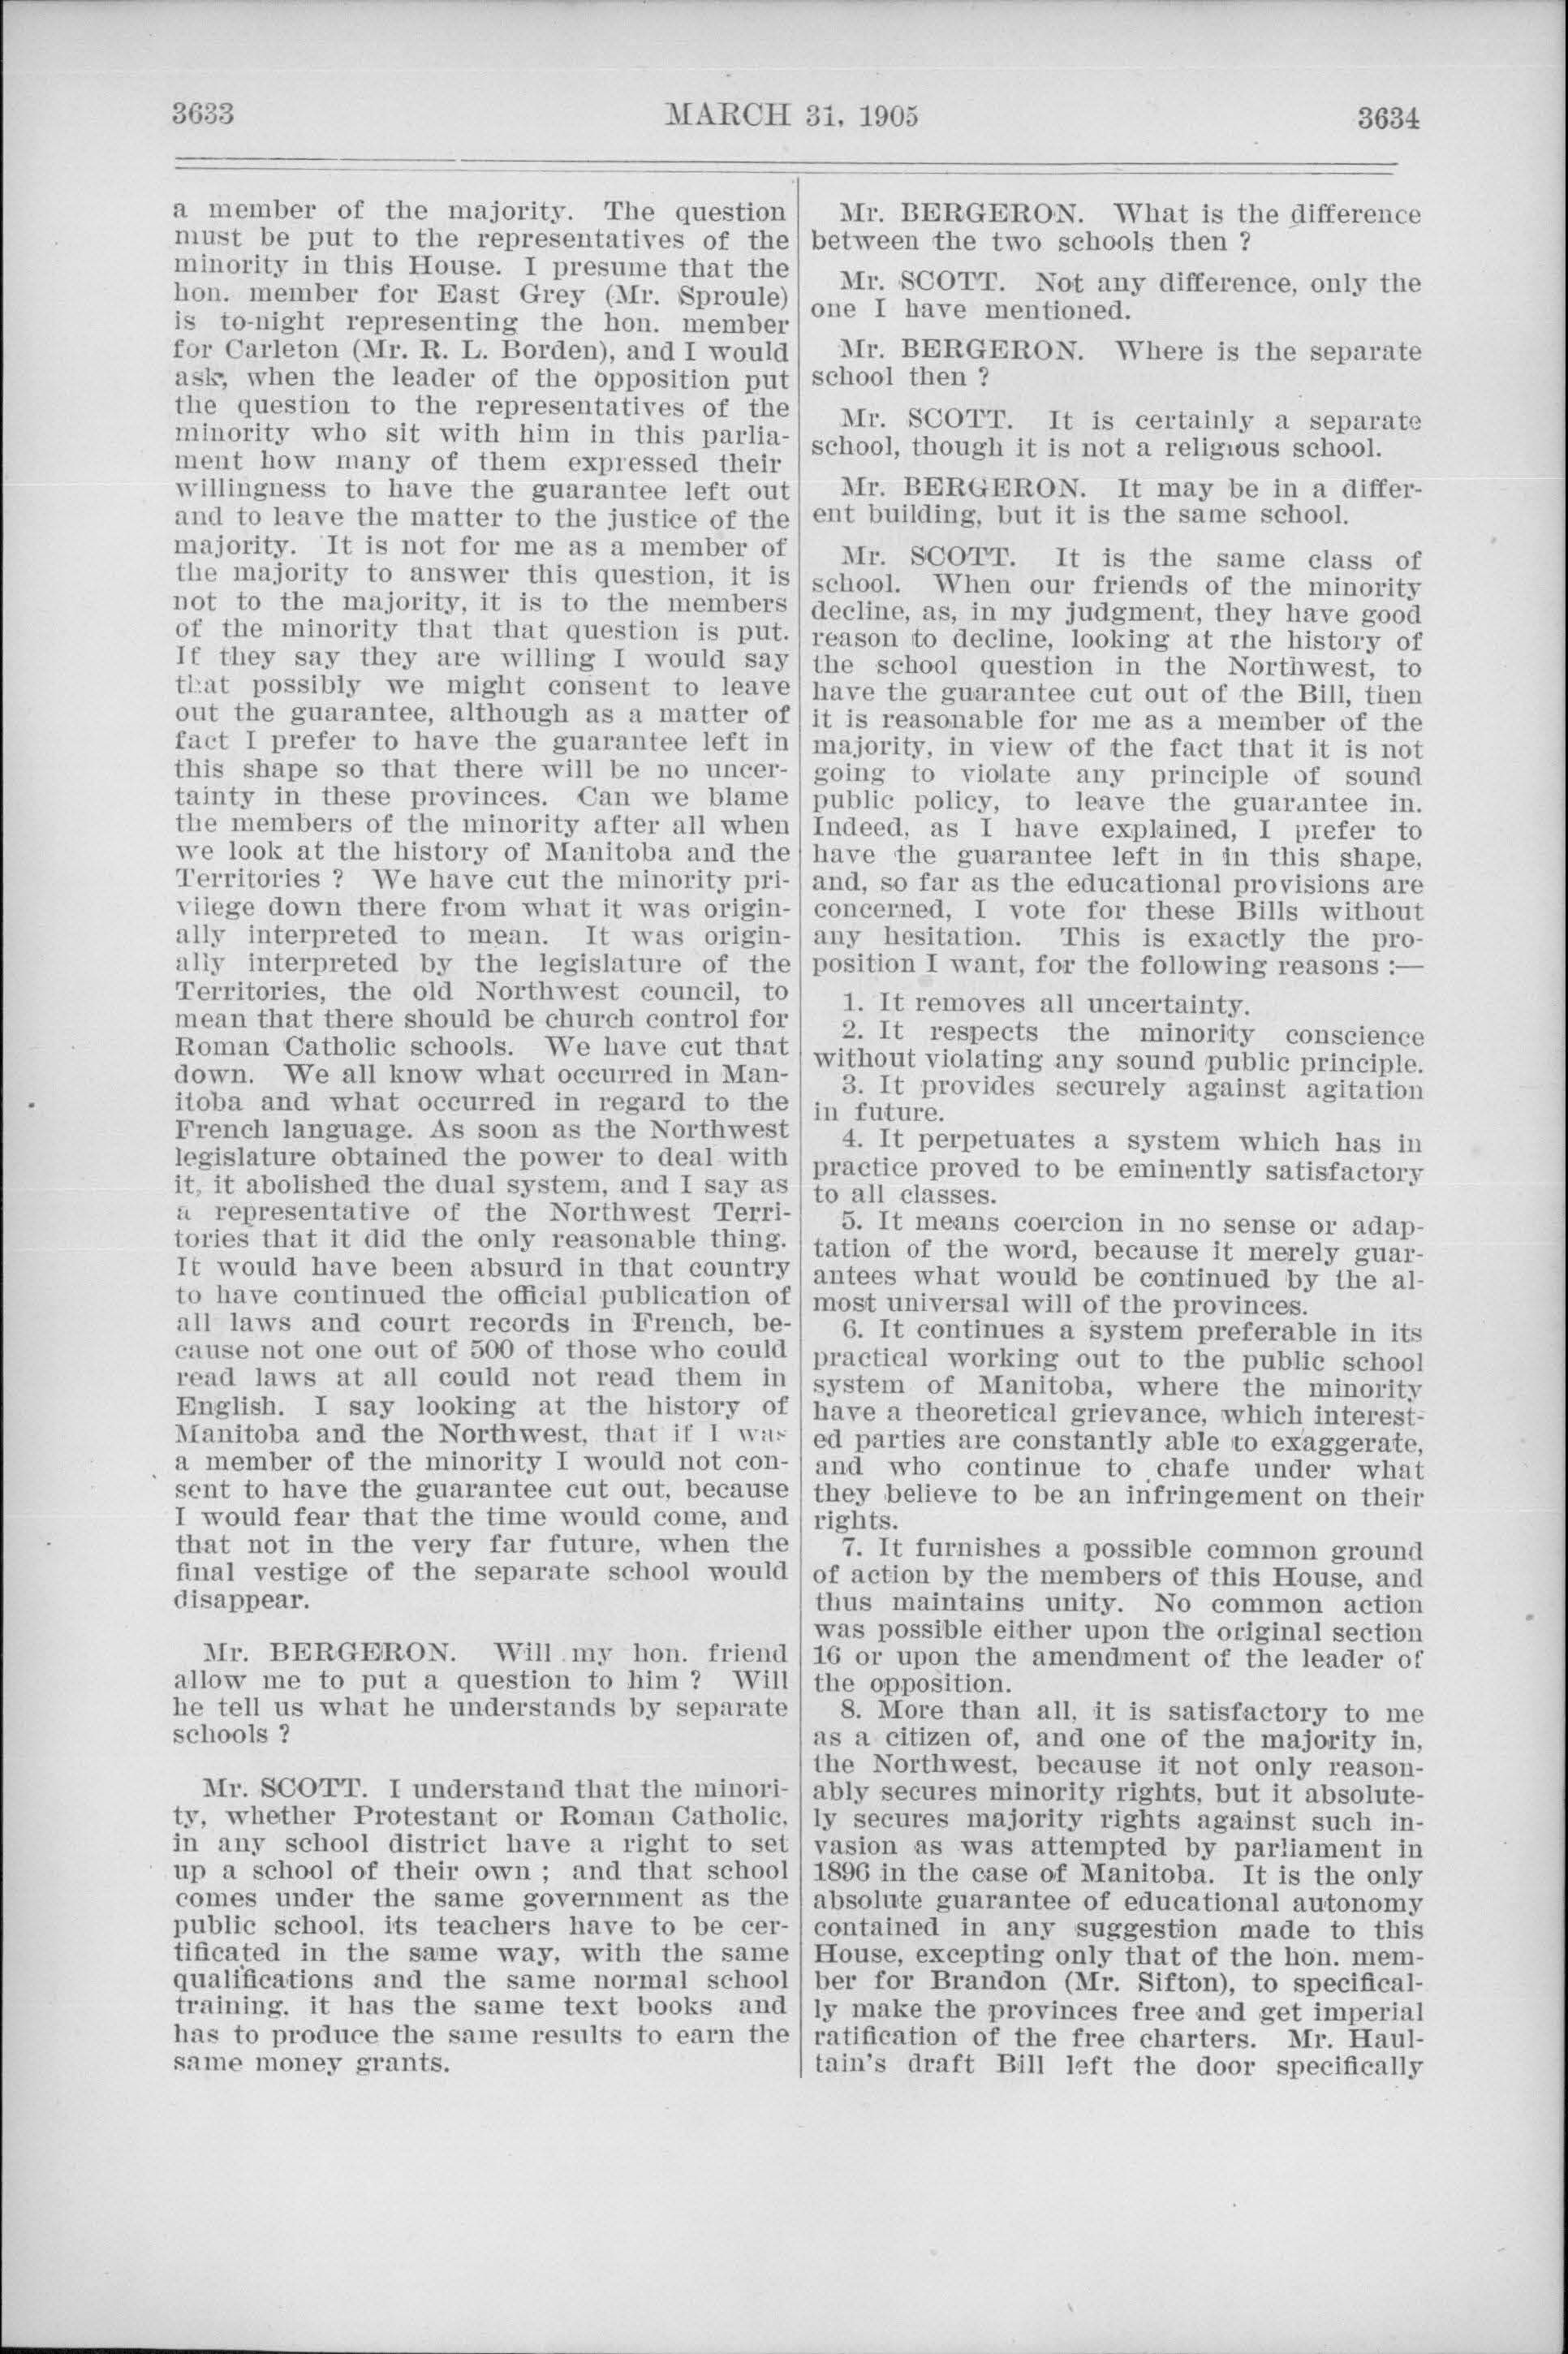 3633
MARCH 31, 1905
3634
a member of the majority. The question
must be put to the representatives of the
minority in this House. I presume that the
hon. member for East Grey (Mr. Sproule)
is to-night representing the hon. member
for Carleton (Mr. R. L. Borden), and I would
ask, when the leader of the opposition put
the question to the representatives of the
minority who sit with him in this parlia-
ment how many of them expressed their
willingness to have the guarantee left out
and to leave the matter to the justice of the
majority. It is not for me as a member of
the majority to answer this question, it is
not to the majority, it is to the members
of the minority that that question is put.
If they say they are willing I would say
that possibly we might consent to leave
out the guarantee, although as a matter of
fact I prefer to have the guarantee left in
this shape so that there will be no uncer-
tainty in these provinces. Can we blame
the members of the minority after all when
we look at the history of Manitoba and the
Territories ? We have cut the minority pri-
vilege down there from what it was origin-
ally interpreted to mean. It was origin-
ally interpreted by the legislature of the
Territories, the old Northwest council, to
mean that there should be church control for
Roman Catholic schools. We have cut that
down. We all know what occurred in Man-
itoba and what occurred in regard to the
French language. As soon as the Northwest
legislature obtained the power to deal with
it, it abolished the dual system, and I say as
a representative of the Northwest Terri-
tories that it did the only reasonable thing.
It would have been absurd in that country
to have continued the official publication of
all laws and court records in French, be-
cause not one out of 500 of those who could
read laws at all could not read them in
English. I say looking at the history of
Manitoba and the Northwest, that if I was
a member of the minority I would not con-
sent to have the guarantee cut out, because
I would fear that the time would come, and
that not in the very far future, when the
final vestige of the separate school would
disappear.
Mr. BERGERON. Will my hon. friend
allow me to put a question to him ? Will
he tell us what he understands by separate
schools ?
Mr. SCOTT. I understand that the minori-
ty, whether Protestant or Roman Catholic,
in any school district have a right to set
up a school of their own ; and that school
comes under the same government as the
public school, its teachers have to be cer-
tificated in the same way, with the same
qualifications and the same normal school
training, it has the same text books and
has to produce the same results to earn the
same money grants.
Mr. BERGERON. What is the difference
between the two schools then ?
Mr. SCOTT. Not any difference, only the
one I have mentioned.
Mr. BERGERON. Where is the separate
school then ?
Mr. SCOTT. It is certainly a separate
school, though it is not a religious school.
Mr. BERGERON. It may be in a differ-
ent building, but it is the same school.
Mr. SCOTT. It is the same class of
school. When our friends of the minority
decline, as, in my judgment, they have good
reason to decline, looking at the history of
the school question in the Northwest, to
have the guarantee cut out of the Bill, then
it is reasonable for me as a member of the
majority, in view of the fact that it is not
going to violate any principle of sound
public policy, to leave the guarantee in.
Indeed, as I have explained, I prefer to
have the guarantee left in in this shape,
and, so far as the educational provisions are
concerned, I vote for these Bills without
any hesitation. This is exactly the pro-
position I want, for the following reasons :—
1. It removes all uncertainty.
2. It respects the minority conscience
without violating any sound public principle.
3. It provides securely against agitation
in future.
4. It perpetuates a system which has in
practice proved to be eminently satisfactory
to all classes.
5. It means coercion in no sense or adap-
tation of the word, because it merely guar-
antees what would be continued by the al-
most universal will of the provinces.
6. It continues a system preferable in its
practical working out to the public school
system of Manitoba, where the minority
have a theoretical grievance, which interest-
ed parties are constantly able to exaggerate,
and who continue to chafe under what
they believe to be an infringement on their
rights.
7. It furnishes a possible common ground
of action by the members of this House, and
thus maintains unity. No common action
was possible either upon the original section
16 or upon the amendment of the leader of
the opposition.
8. More than all, it is satisfactory to me
as a citizen of, and one of the majority in,
the Northwest, because it not only reason-
ably secures minority rights, but it absolute-
ly secures majority rights against such in-
vasion as was attempted by parliament in
1896 in the case of Manitoba. It is the only
absolute guarantee of educational autonomy
contained in any suggestion made to this
House, excepting only that of the hon. mem-
ber for Brandon (Mr. Sifton), to specifical-
ly make the provinces free and get imperial
ratification of the free charters. Mr. Haul-
tain's draft Bill left the door specifically